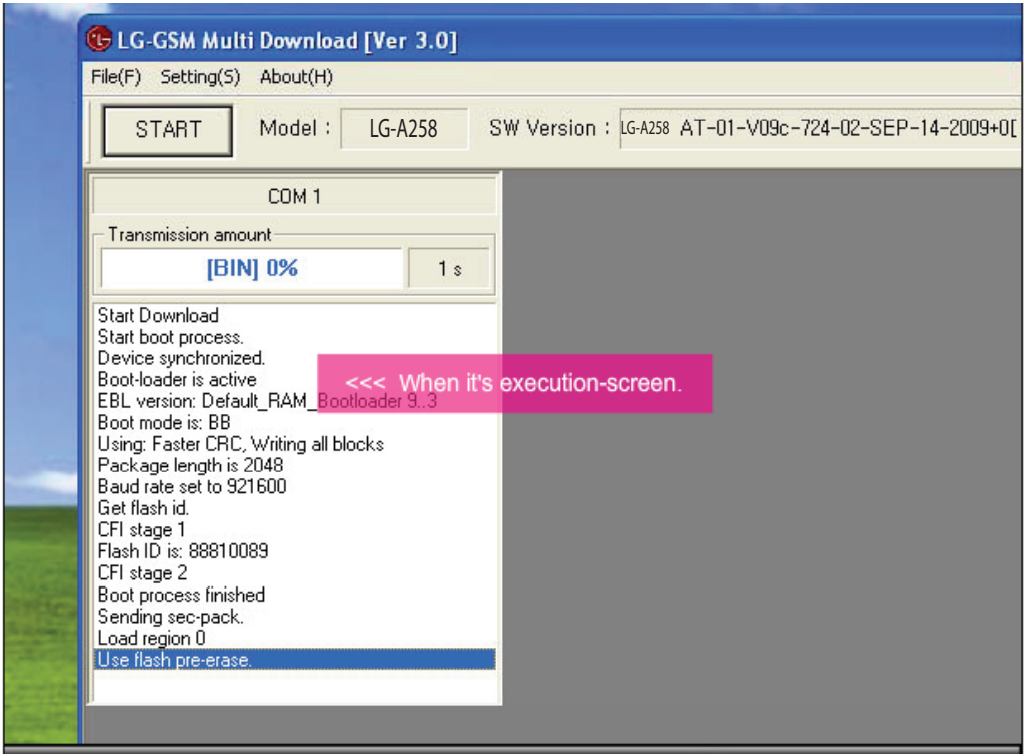 LG-GSM Multi Download [Ver 3.0]
File(F) Setting(S) About(H)
START Model : LG-A258 SW Version : LG-A258 AT-01-V09c-724-02-SEP-14-2009+0[
COM 1
Transmission amount
[BIN] 0% 1 s
Start Download
Start boot process.
Device synchronized.
Boot-loader is active
<<< When it's execution-screen.
EBL version: Default_RAM_Bootloader 9..3
Boot mode is: BB
Using: Faster CRC, Writing all blocks
Package length is 2048
Baud rate set to 921600
Get flash id.
CFI stage 1
Flash ID is: 88810089
CFI stage 2
Boot process finished
Sending sec-pack.
Load region 0
Use flash pre-erase.